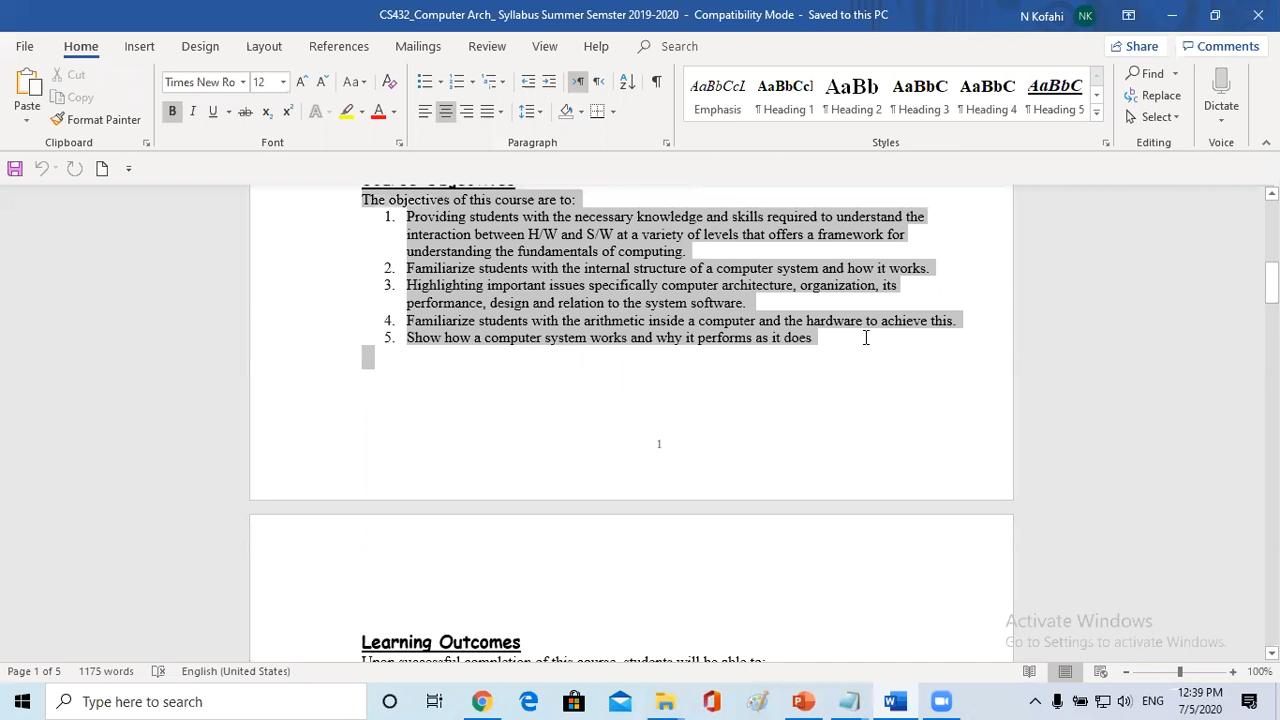 CS432_Computer Arch_ Syllabus Summer Semster 2019-2020 - Compatibility Mode - Saved to this PC
N Kofahi NK
File Home Insert Design Layout References Mailings Review View Help Search Share Comments
Paste Cut Copy Format Painter
Times New Ro 12
AaBbCcL Emphasis
AaBbCcI ¶ Heading 1
AaBb ¶ Heading 2
AaBbC ¶ Heading 3
AaBbC ¶ Heading 4
AaBbC ¶ Heading 5
Find
Replace
Select
Dictate
Clipboard Font Paragraph Styles Editing Voice
Course Objectives
The objectives of this course are to:
1. Providing students with the necessary knowledge and skills required to understand the
interaction between H/W and S/W at a variety of levels that offers a framework for
understanding the fundamentals of computing.
2. Familiarize students with the internal structure of a computer system and how it works.
3. Highlighting important issues specifically computer architecture, organization, its
performance, design and relation to the system software.
4. Familiarize students with the arithmetic inside a computer and the hardware to achieve this.
5. Show how a computer system works and why it performs as it does
1
Learning Outcomes
Upon successful completion of this course, students will be able to:
Activate Windows
Go to Settings to activate Windows.
Page 1 of 5 1175 words English (United States) 100%
Type here to search
ENG
12:39 PM
7/5/2020